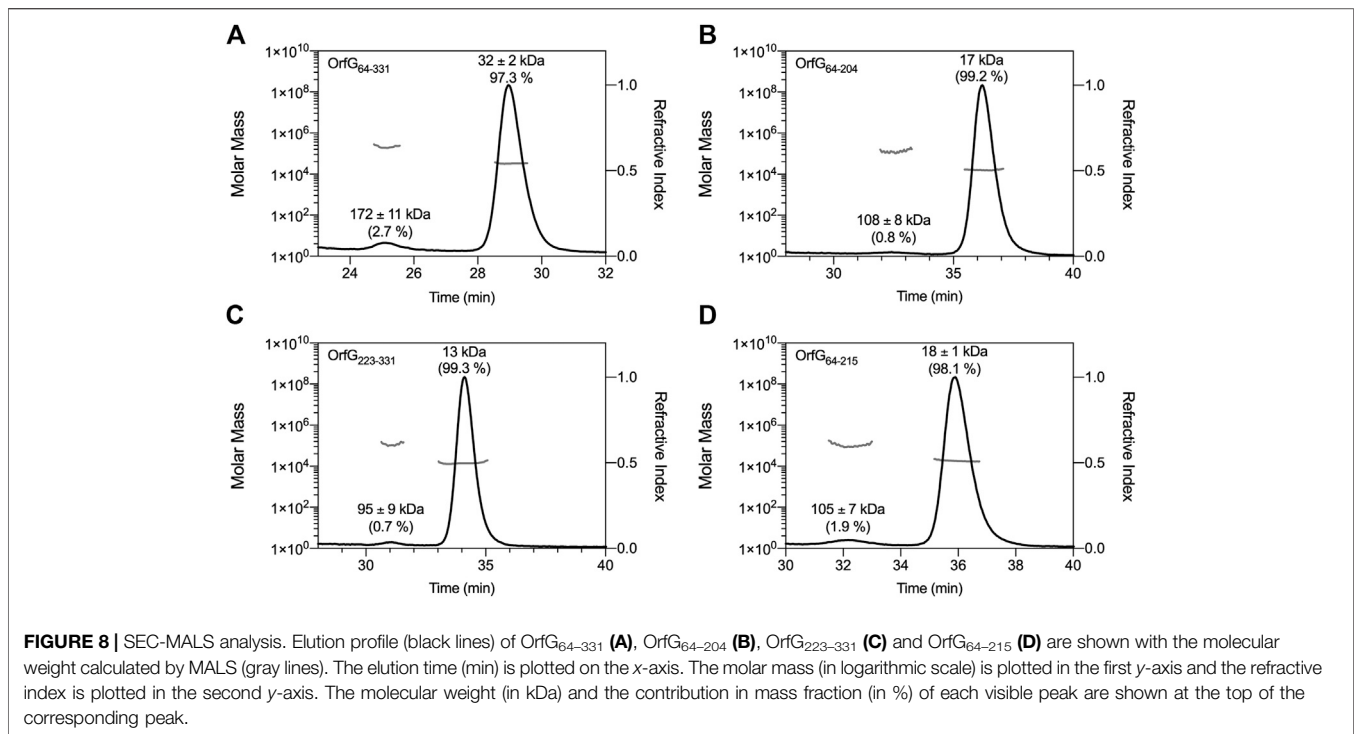 A
1×10¹⁰
1×10⁸
1×10⁶
1×10⁴
1×10²
1×10⁰
Molar Mass
OrfG₆₄₋₃₃₁
32 ± 2 kDa
97.3 %
172 ± 11 kDa
(2.7 %)
1.0
0.5
0.0
Refractive Index
24 26 28 30 32
Time (min)
B
1×10¹⁰
1×10⁸
1×10⁶
1×10⁴
1×10²
1×10⁰
Molar Mass
OrfG₆₄₋₂₀₄
17 kDa
(99.2 %)
108 ± 8 kDa
(0.8 %)
1.0
0.5
0.0
Refractive Index
30 35 40
Time (min)
C
1×10¹⁰
1×10⁸
1×10⁶
1×10⁴
1×10²
1×10⁰
Molar Mass
OrfG₂₂₃₋₃₃₁
13 kDa
(99.3 %)
95 ± 9 kDa
(0.7 %)
1.0
0.5
0.0
Refractive Index
30 35 40
Time (min)
D
1×10¹⁰
1×10⁸
1×10⁶
1×10⁴
1×10²
1×10⁰
Molar Mass
OrfG₆₄₋₂₁₅
18 ± 1 kDa
(98.1 %)
105 ± 7 kDa
(1.9 %)
1.0
0.5
0.0
Refractive Index
30 32 34 36 38 40
Time (min)
FIGURE 8 | SEC-MALS analysis. Elution profile (black lines) of OrfG₆₄–₃₃₁ (A), OrfG₆₄–₂₀₄ (B), OrfG₂₂₃–₃₃₁ (C) and OrfG₆₄–₂₁₅ (D) are shown with the molecular
weight calculated by MALS (gray lines). The elution time (min) is plotted on the x-axis. The molar mass (in logarithmic scale) is plotted in the first y-axis and the refractive
index is plotted in the second y-axis. The molecular weight (in kDa) and the contribution in mass fraction (in %) of each visible peak are shown at the top of the
corresponding peak.